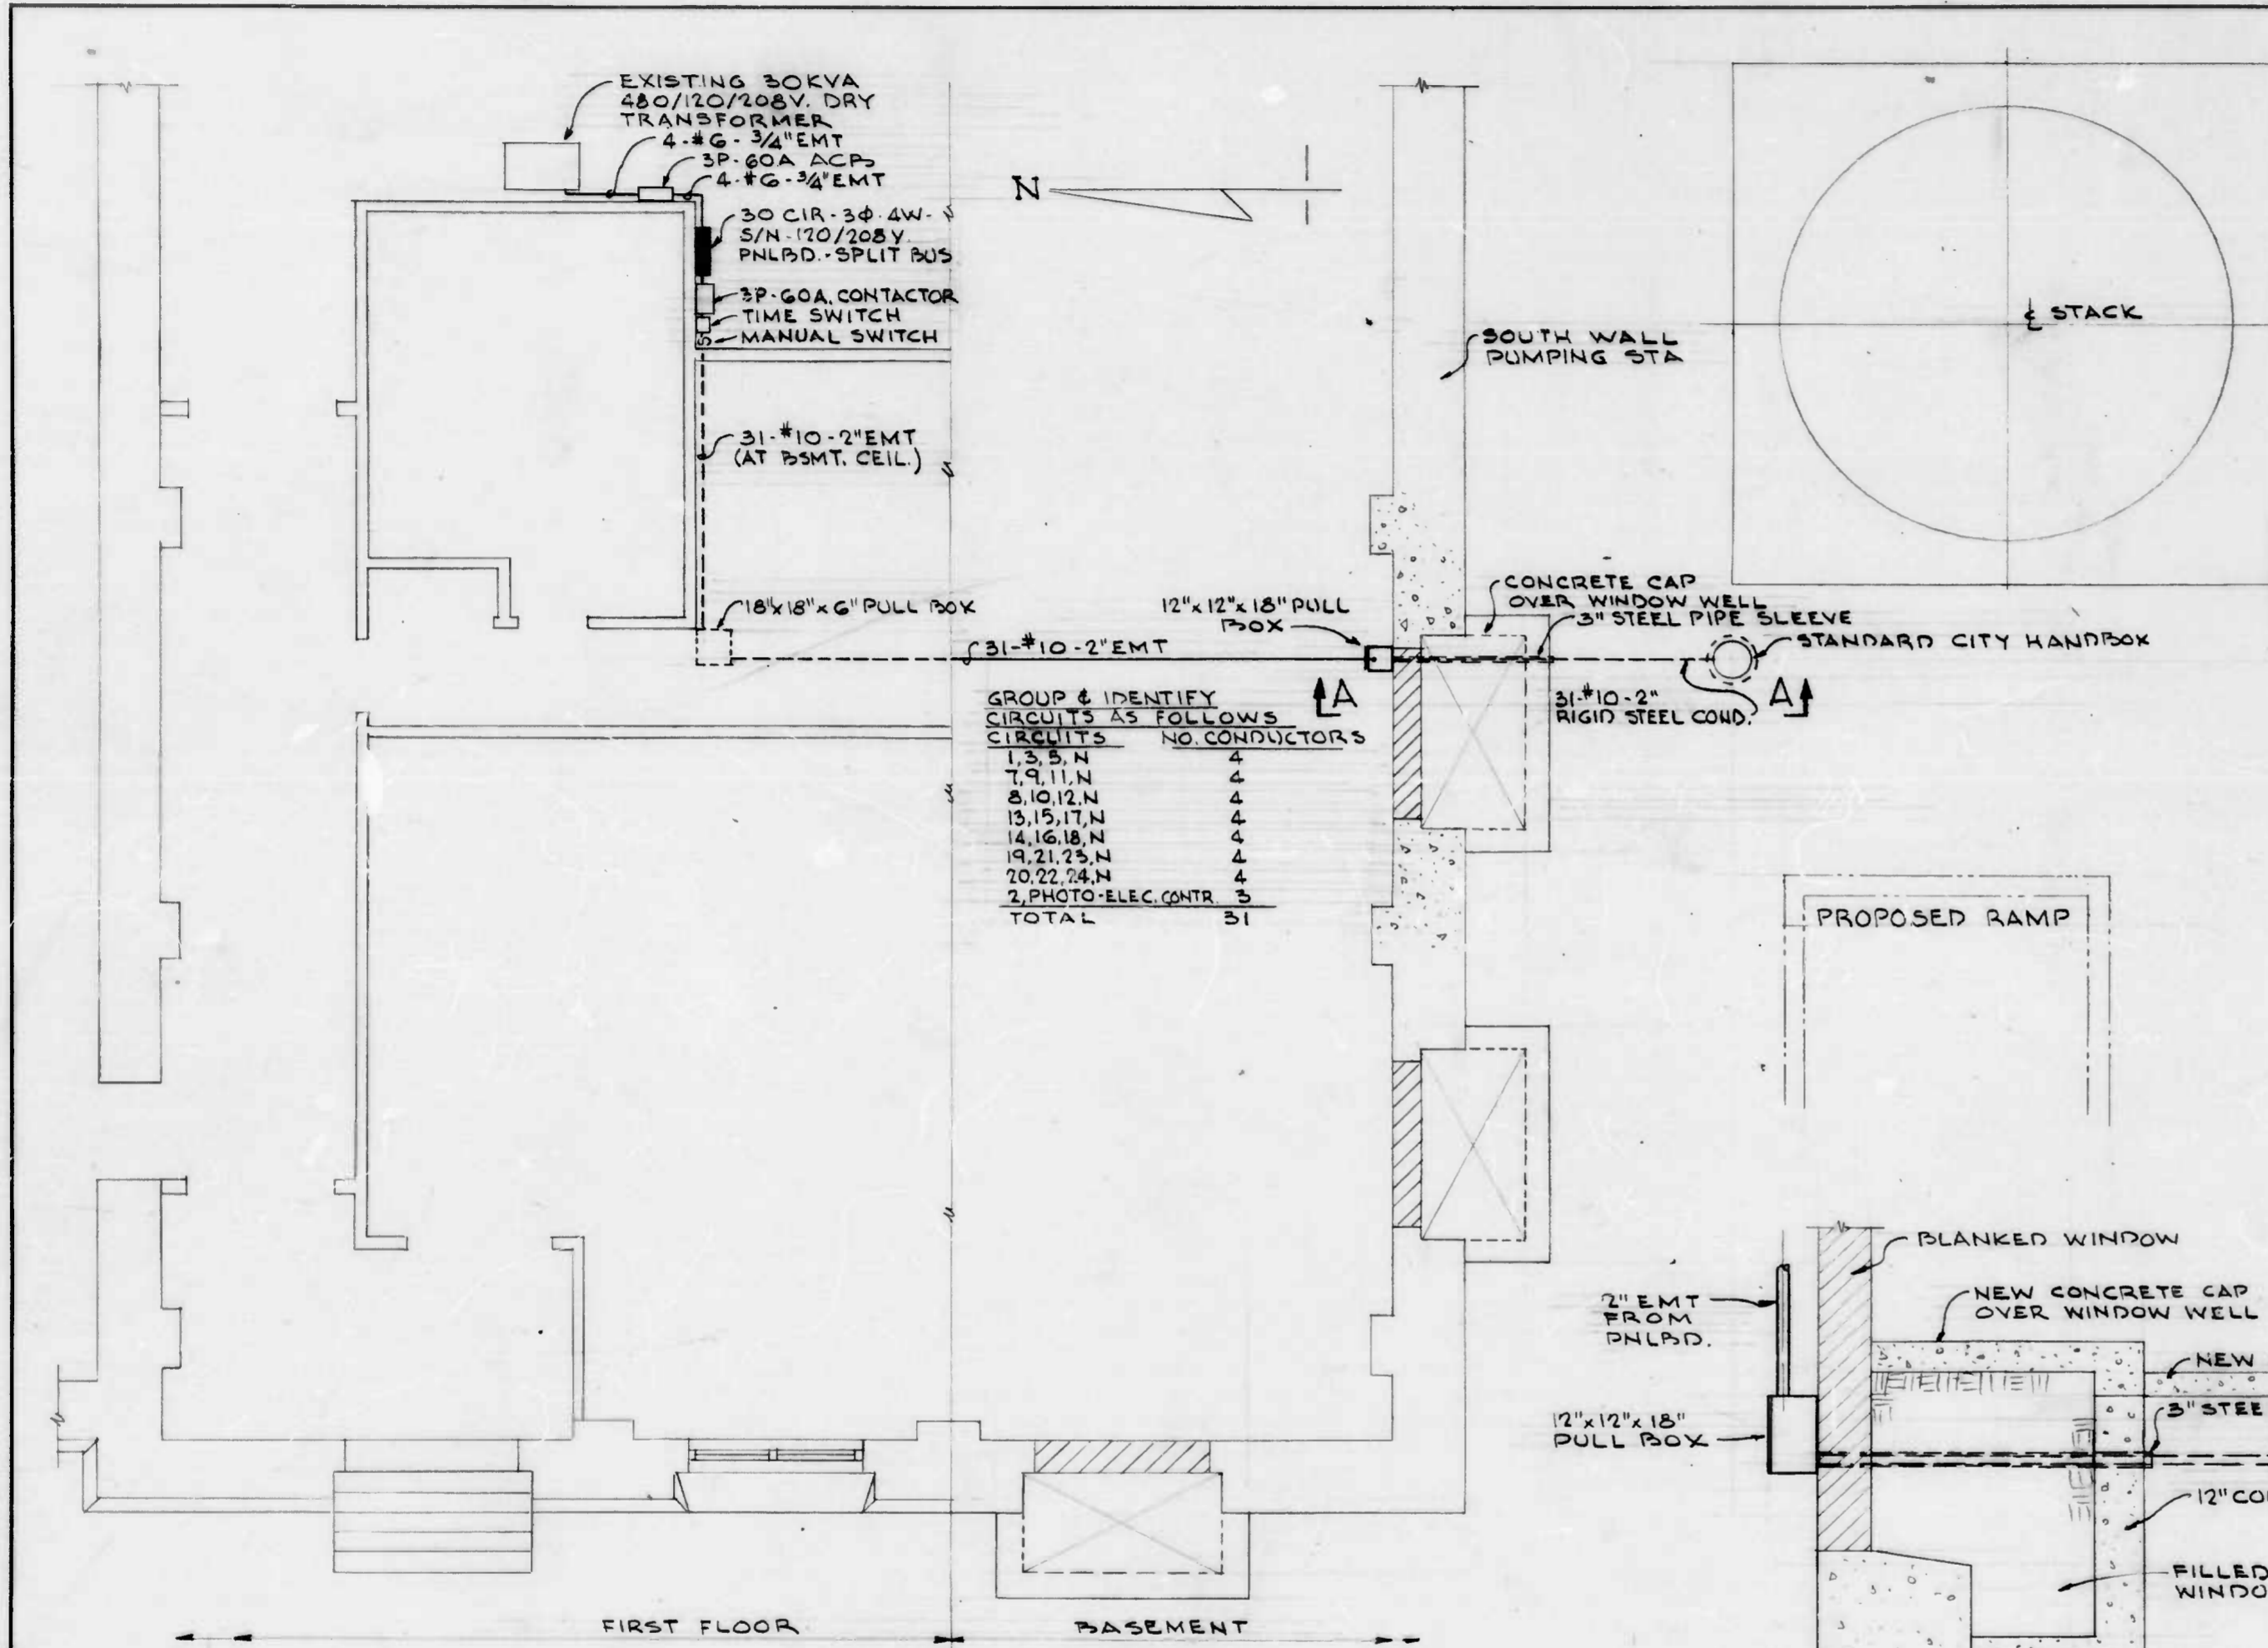 EXISTING 30KVA
480/120/208V. DRY
TRANSFORMER
4-#6-3/4" EMT
3P-60A ACB
4-#6-3/4" EMT
30 CIR-3Φ-4W-
S/N-120/208Y
PNLBD.-SPLIT BUS
3P-60A. CONTACTOR
TIME SWITCH
S
MANUAL SWITCH
31-#10-2" EMT
(AT BSMT. CEIL.)
18"x18"x6" PULL BOX
31-#10-2" EMT
N
SOUTH WALL
PUMPING STA
℄ STACK
12"x12"x18" PULL
BOX
CONCRETE CAP
OVER WINDOW WELL
3" STEEL PIPE SLEEVE
STANDARD CITY HANDBOX
31-#10-2"
RIGID STEEL COND.
A
A
GROUP & IDENTIFY
CIRCUITS AS FOLLOWS
CIRCUITS NO. CONDUCTORS
1,3,5,N 4
7,9,11,N 4
8,10,12,N 4
13,15,17,N 4
14,16,18,N 4
19,21,23,N 4
20,22,24,N 4
2,PHOTO-ELEC.CONTR. 3
TOTAL 31
PROPOSED RAMP
BLANKED WINDOW
NEW CONCRETE CAP
OVER WINDOW WELL
2" EMT
FROM
PNLBD.
NEW
3" STEE
12"x12"x18"
PULL BOX
12" CO
FILLED
WINDO
FIRST FLOOR
BASEMENT